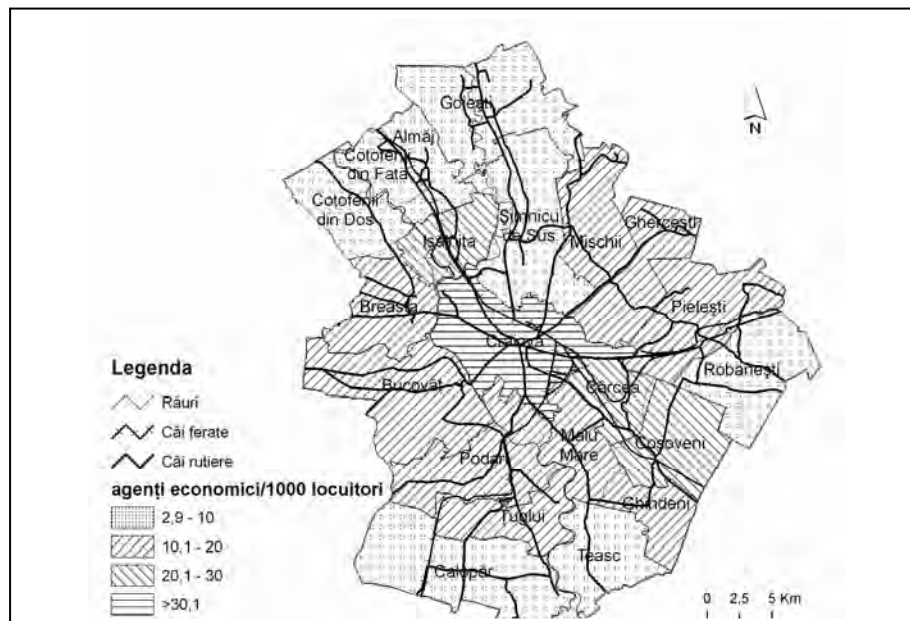 Goiești
Almăj
Coțofenii
din Față
Coțofenii
din Dos
Șimnicu
de Sus
Ișalnița
Mischii
Ghercești
Pielești
Breasta
Craiova
Robănești
Bucovăț
Cârcea
Coșoveni
Malu
Mare
Podari
Ghindeni
Țuglui
Teasc
Calopăr
N
Legenda
Râuri
Căi ferate
Căi rutiere
agenți economici/1000 locuitori
2,9 - 10
10,1 - 20
20,1 - 30
>30,1
0 2,5 5 Km